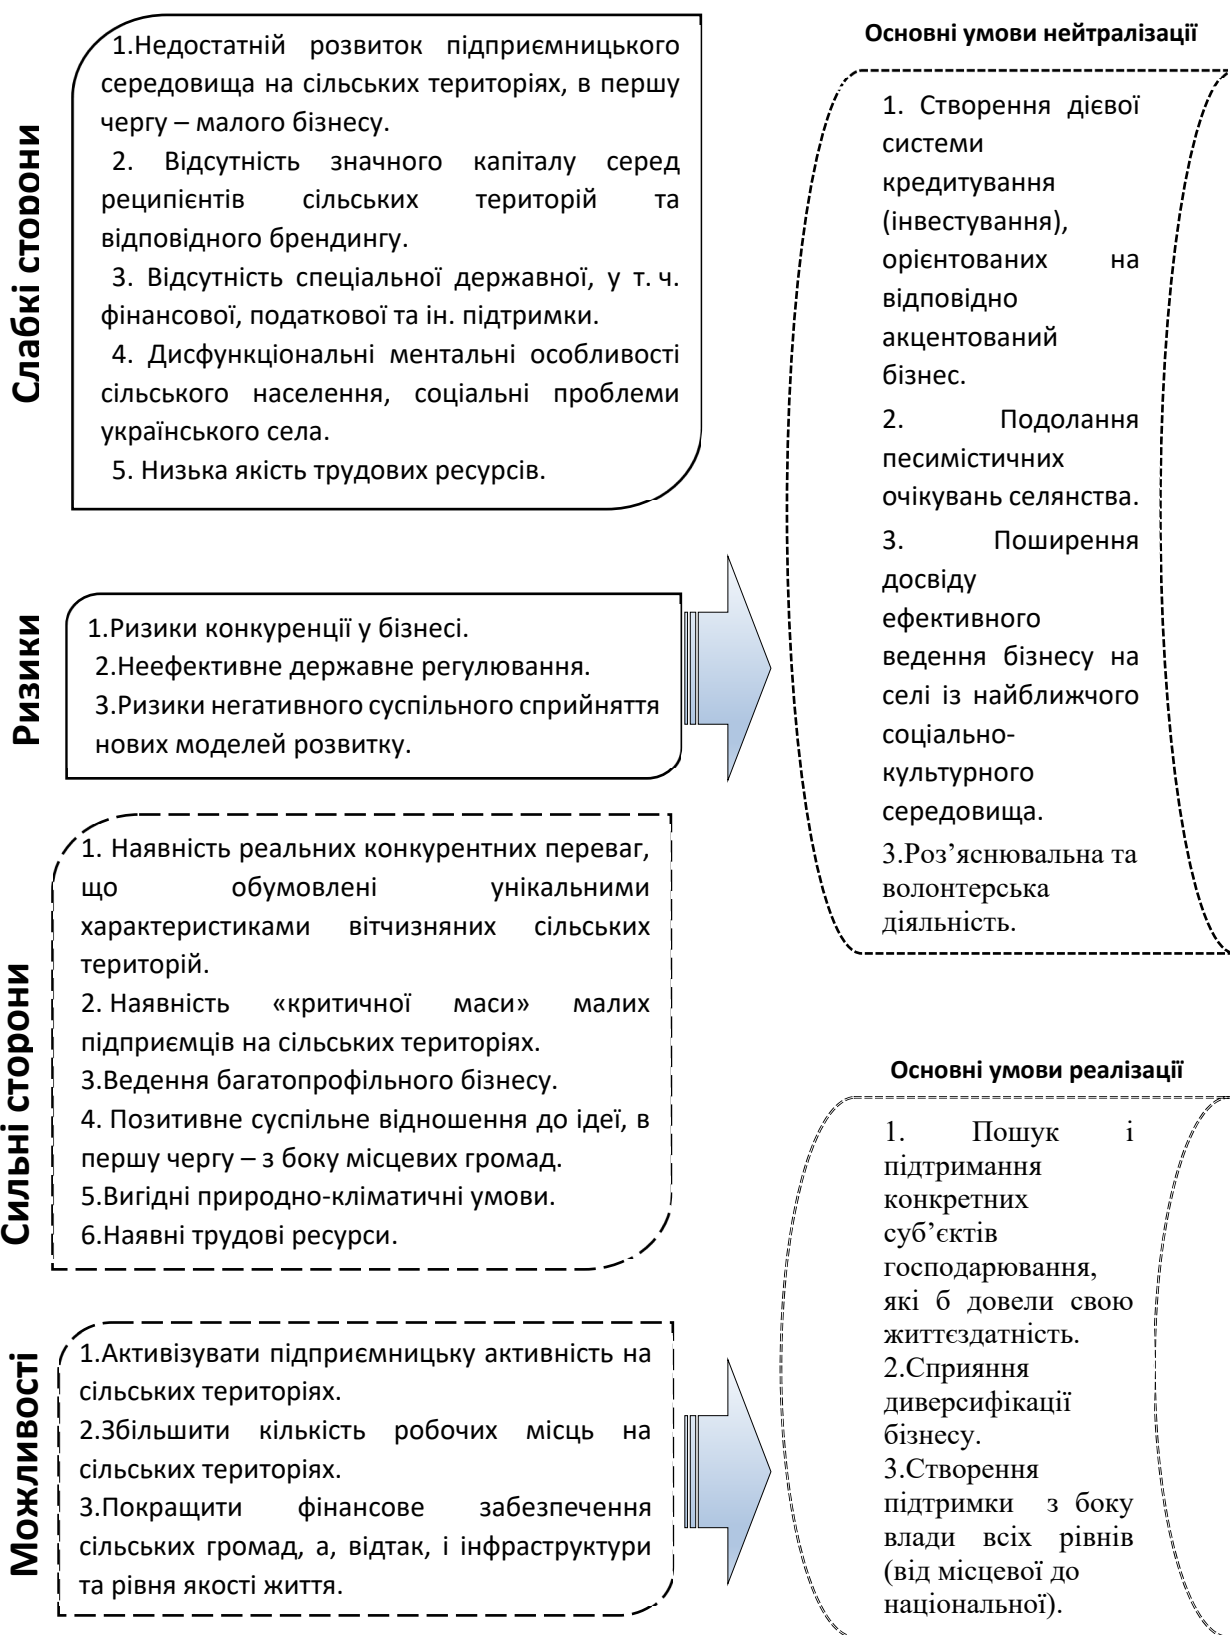 Слабкі сторони
1.Недостатній розвиток підприємницького
середовища на сільських територіях, в першу
чергу – малого бізнесу.
2. Відсутність значного капіталу серед
реципієнтів сільських територій та
відповідного брендингу.
3. Відсутність спеціальної державної, у т. ч.
фінансової, податкової та ін. підтримки.
4. Дисфункціональні ментальні особливості
сільського населення, соціальні проблеми
українського села.
5. Низька якість трудових ресурсів.
Ризики
1.Ризики конкуренції у бізнесі.
2.Неефективне державне регулювання.
3.Ризики негативного суспільного сприйняття
нових моделей розвитку.
Основні умови нейтралізації
1. Створення дієвої
системи
кредитування
(інвестування),
орієнтованих на
відповідно
акцентований
бізнес.
2. Подолання
песимістичних
очікувань селянства.
3. Поширення
досвіду
ефективного
ведення бізнесу на
селі із найближчого
соціально-
культурного
середовища.
3.Роз’яснювальна та
волонтерська
діяльність.
Сильні сторони
1. Наявність реальних конкурентних переваг,
що обумовлені унікальними
характеристиками вітчизняних сільських
територій.
2. Наявність «критичної маси» малих
підприємців на сільських територіях.
3.Ведення багатопрофільного бізнесу.
4. Позитивне суспільне відношення до ідеї, в
першу чергу – з боку місцевих громад.
5.Вигідні природно-кліматичні умови.
6.Наявні трудові ресурси.
Можливості
1.Активізувати підприємницьку активність на
сільських територіях.
2.Збільшити кількість робочих місць на
сільських територіях.
3.Покращити фінансове забезпечення
сільських громад, а, відтак, і інфраструктури
та рівня якості життя.
Основні умови реалізації
1. Пошук і
підтримання
конкретних
суб’єктів
господарювання,
які б довели свою
життєздатність.
2.Сприяння
диверсифікації
бізнесу.
3.Створення
підтримки з боку
влади всіх рівнів
(від місцевої до
національної).